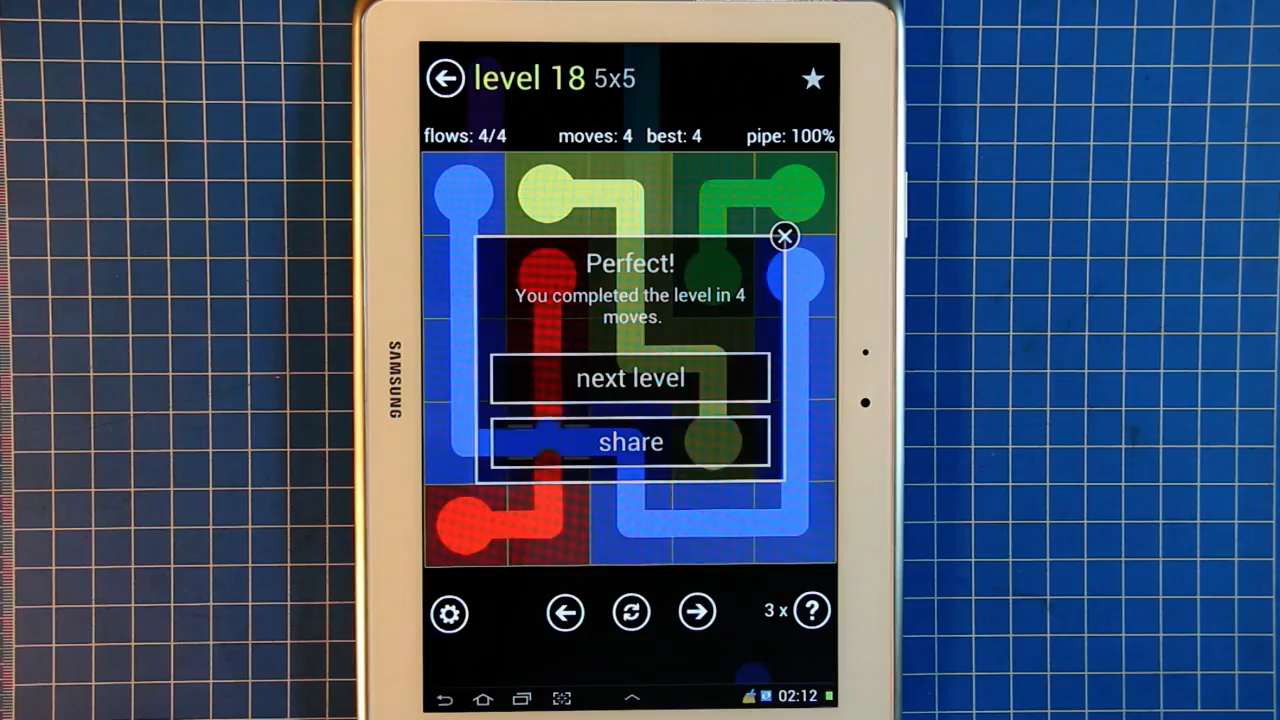 level 18 5x5
flows: 4/4 moves: 4 best: 4 pipe: 100%
Perfect!
You completed the level in 4
moves.
next level
share
3 x ?
02:12
SAMSUNG